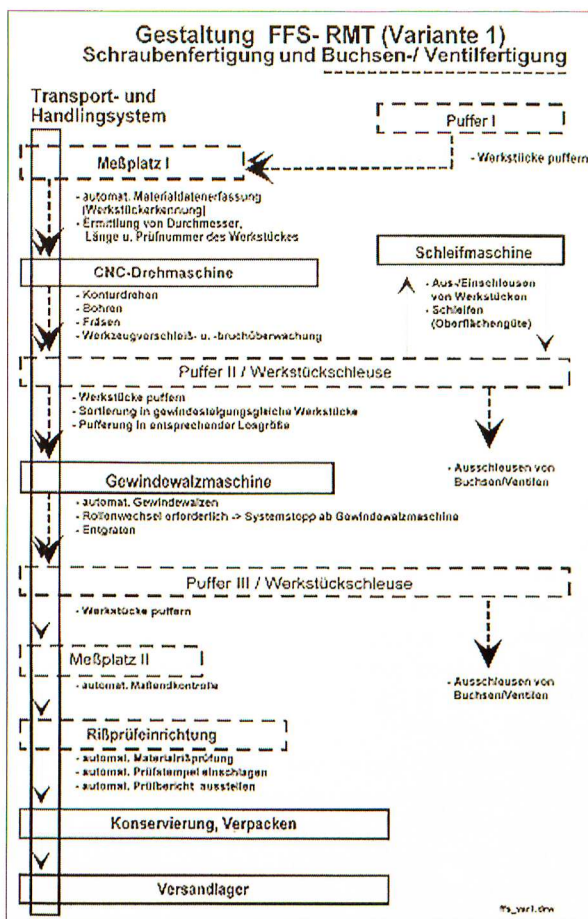 Gestaltung FFS- RMT (Variante 1)
Schraubenfertigung und Buchsen-/ Ventilfertigung
Transport- und
Handlingsystem
Puffer I
- Werkstücke puffern
Meßplatz I
- automat. Materialdatenerfassung
(Werkstückerkennung)
- Ermittlung von Durchmesser,
Länge u. Prüfnummer des Werkstückes
Schleifmaschine
- Aus-/Einschleusen
von Werkstücken
- Schleifen
(Oberflächengüte)
CNC-Drehmaschine
- Konturdrehen
- Bohren
- Fräsen
- Werkzeugverschleiß- u. -bruchüberwachung
Puffer II / Werkstückschleuse
- Werkstücke puffern
- Sortierung in gewindesteigungsgleiche Werkstücke
- Pufferung in entsprechender Losgröße
- Ausschleusen von
Buchsen/Ventilen
Gewindewalzmaschine
- automat. Gewindewalzen
- Rollenwechsel erforderlich -> Systemstopp ab Gewindewalzmaschine
- Entgraten
Puffer III / Werkstückschleuse
- Werkstücke puffern
- Ausschleusen von
Buchsen/Ventilen
Meßplatz II
- automat. Maßendkontrolle
Rißprüfeinrichtung
- automat. Materialrißprüfung
- automat. Prüfstempel einschlagen
- automat. Prüfbericht ausstellen
Konservierung, Verpacken
Versandlager
ffs_var1.drw